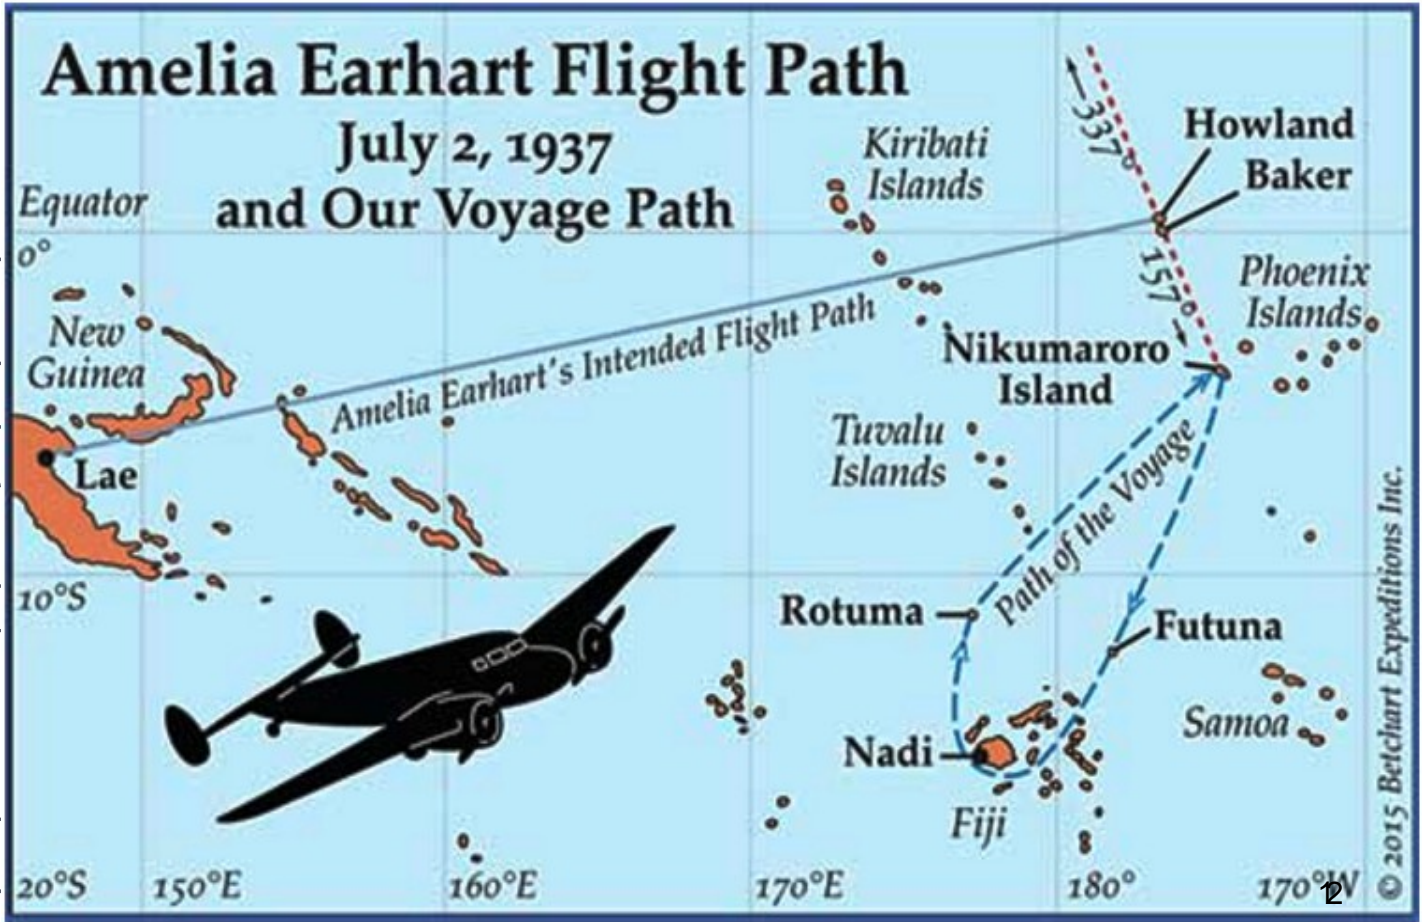 Amelia Earhart Flight Path
July 2, 1937
and Our Voyage Path
Equator
0°
Kiribati
Islands
←337°
Howland
Baker
157°→
Phoenix
Islands
New
Guinea
Amelia Earhart's Intended Flight Path
Nikumaroro
Island
Lae
Tuvalu
Islands
Path of the Voyage
10°S
Rotuma
Futuna
Samoa
Nadi
Fiji
20°S
150°E
160°E
170°E
180°
170°W
© 2015 Betchart Expeditions Inc.